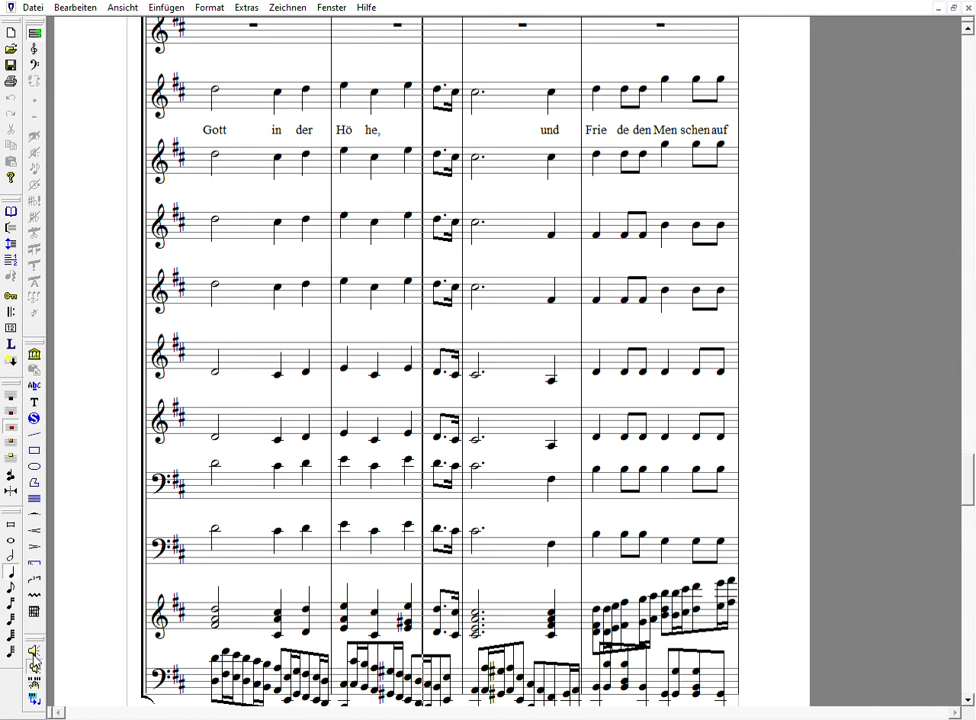 Datei Bearbeiten Ansicht Einfügen Format Extras Zeichnen Fenster Hilfe
Gott in der Hö he, und Frie de den Men schen auf